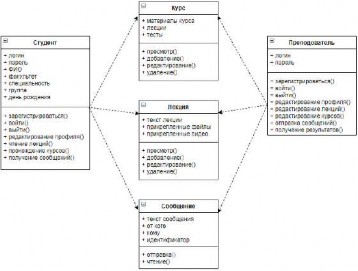 Студент
+ логин
+ пароль
+ ФИО
+ факультет
+ специальность
+ группа
+ день рождения
+ зарегистрироваться()
+ войти()
+ выйти()
+ редактирование профиля()
+ чтение лекций()
+ прохождение курсов()
+ получение сообщений()
Курс
+ материалы курса
+ лекции
+ тесты
+ просмотр()
+ добавление()
+ редактирование()
+ удаление()
Лекция
+ текст лекции
+ прикрепленные файлы
+ прикрепленные видео
+ просмотр()
+ добавление()
+ редактирование()
+ удаление()
Сообщение
+ текст сообщения
+ от кого
+ кому
+ идентификатор
+ отправка()
+ чтение()
Преподователь
+ логин
+ пароль
+ зарегистрироваться()
+ войти()
+ выйти()
+ редактирование профиля()
+ редактирование лекций()
+ редактирование курсов()
+ отправка сообщений()
+ получение результатов()